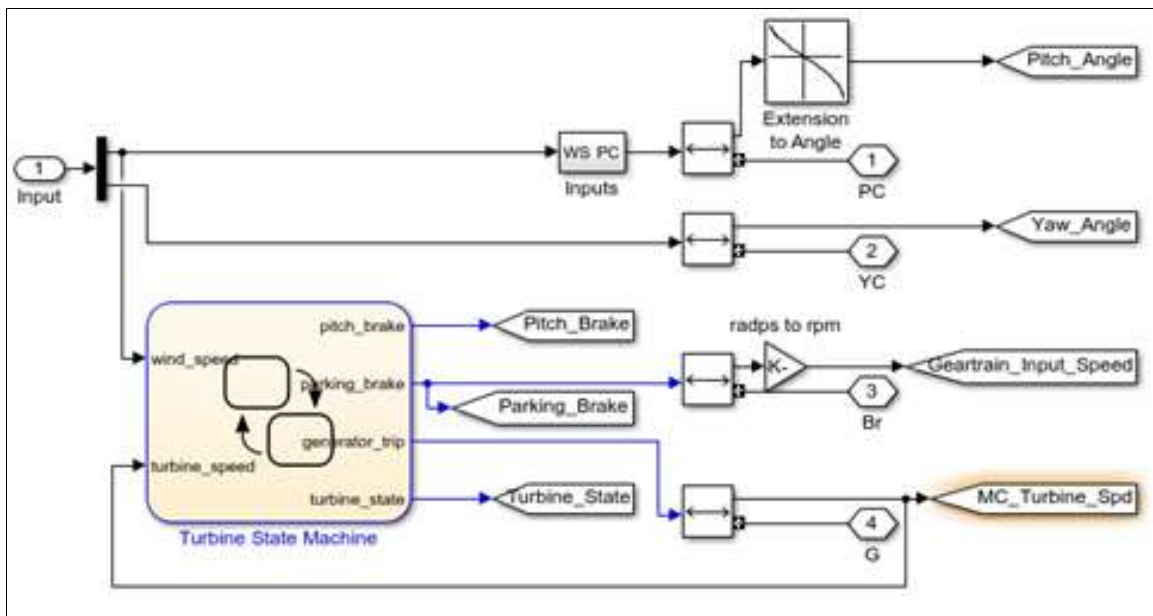 Pitch_Angle
Extension
to Angle
1
Input
WS PC
Inputs
1
PC
Yaw_Angle
2
YC
pitch_brake
Pitch_Brake
radps to rpm
wind_speed
parking_brake
-K-
Geartrain_Input_Speed
Parking_Brake
3
Br
generator_trip
turbine_speed
turbine_state
Turbine_State
MC_Turbine_Spd
4
G
Turbine State Machine